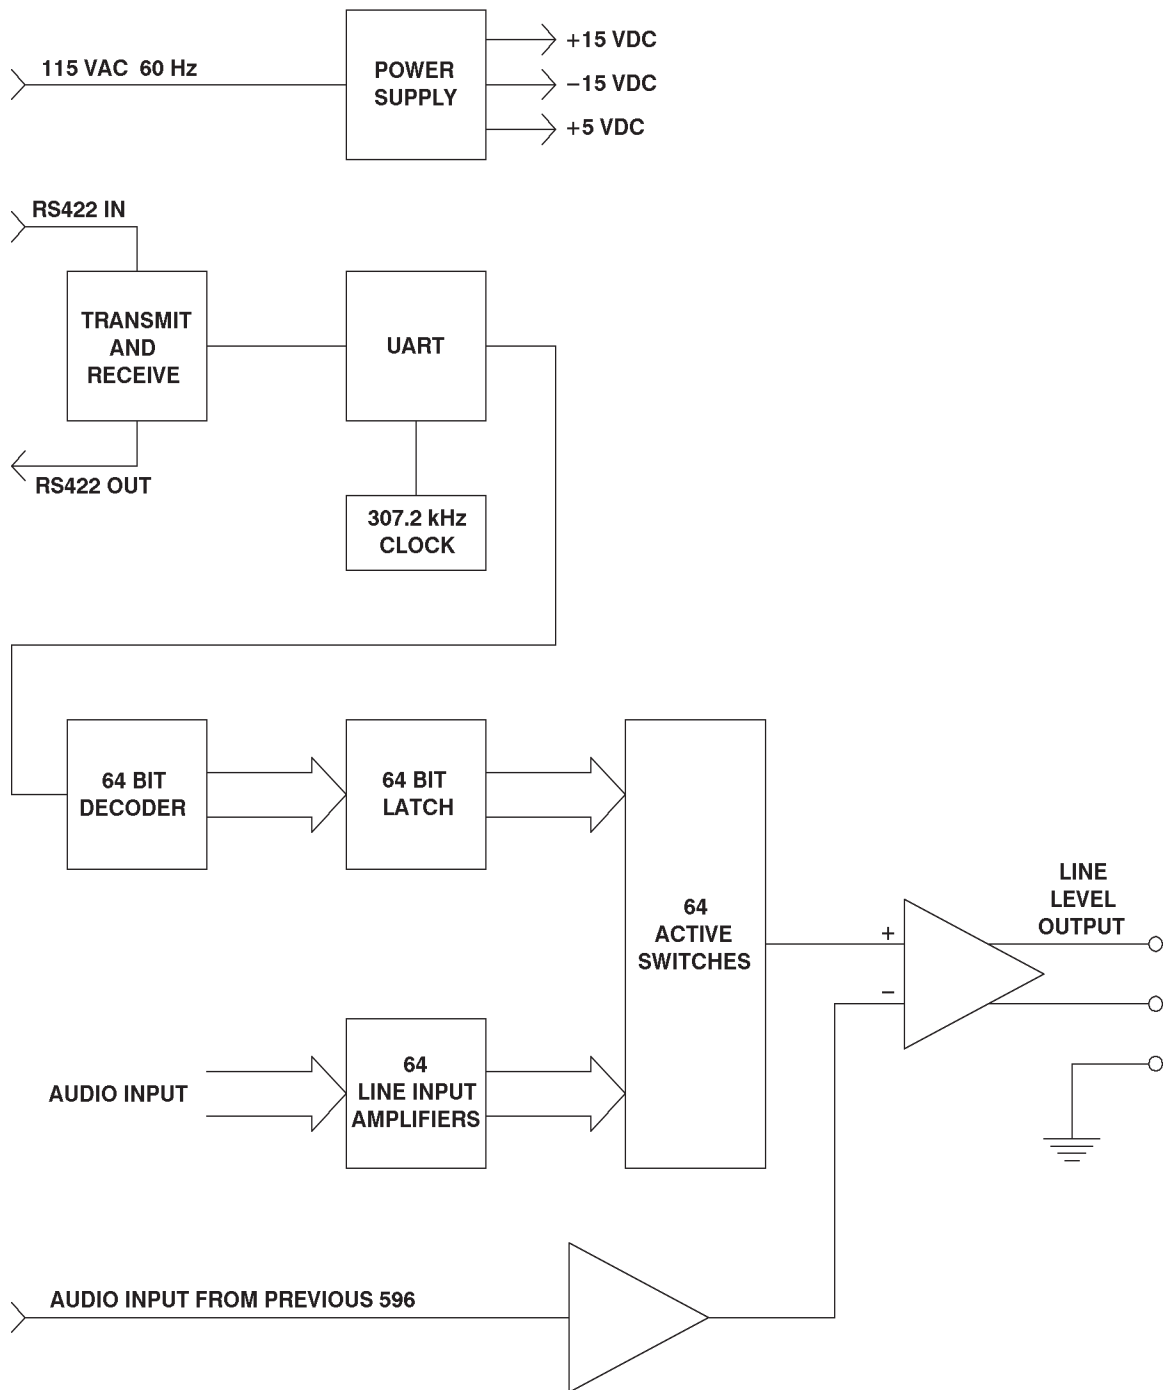 +15 VDC
115 VAC 60 Hz
POWER
SUPPLY
−15 VDC
+5 VDC
RS422 IN
TRANSMIT
AND
RECEIVE
UART
RS422 OUT
307.2 kHz
CLOCK
64 BIT
DECODER
64 BIT
LATCH
64
ACTIVE
SWITCHES
LINE
LEVEL
OUTPUT
+
−
AUDIO INPUT
64
LINE INPUT
AMPLIFIERS
AUDIO INPUT FROM PREVIOUS 596